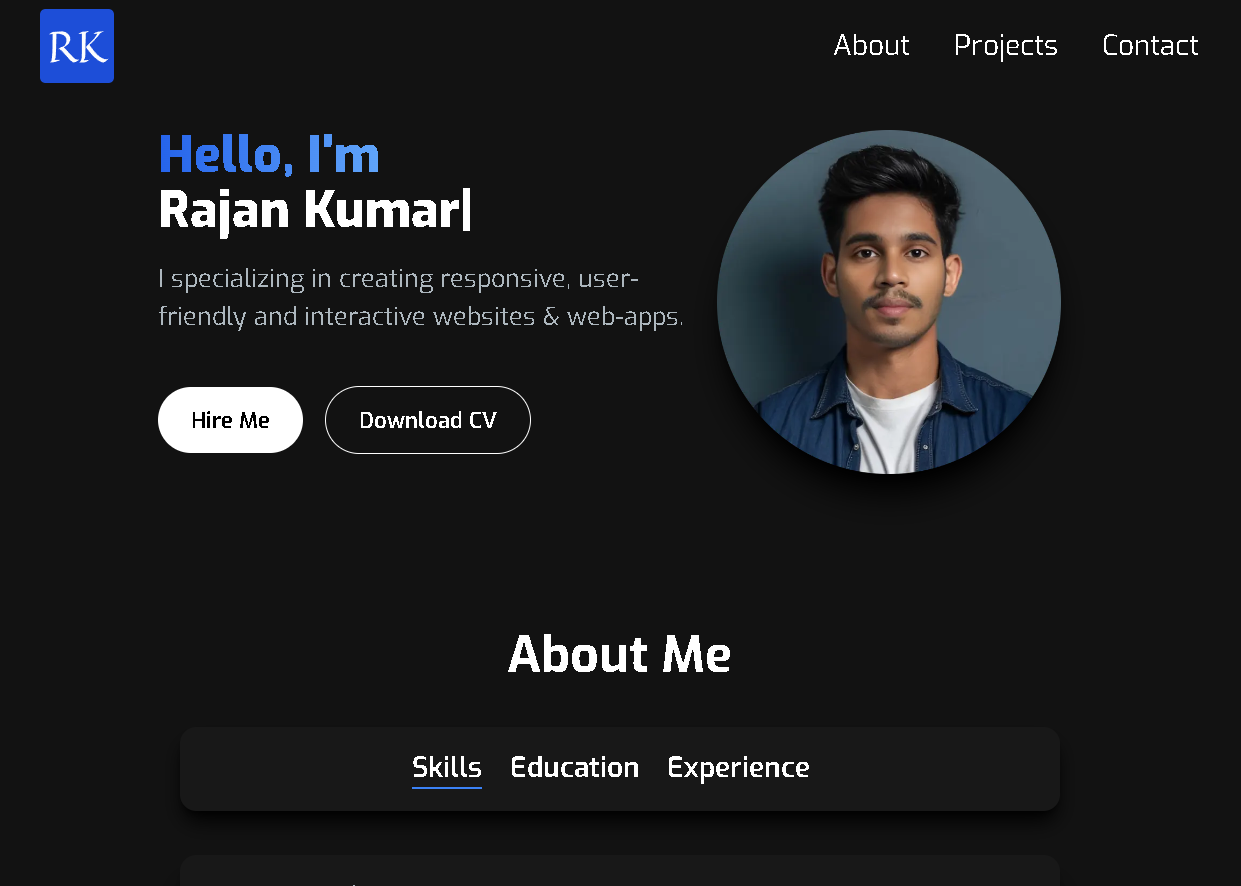 RK
About Projects Contact
Hello, I'm
Rajan Kumar|
I specializing in creating responsive, user-
friendly and interactive websites & web-apps.
Hire Me Download CV
About Me
Skills Education Experience